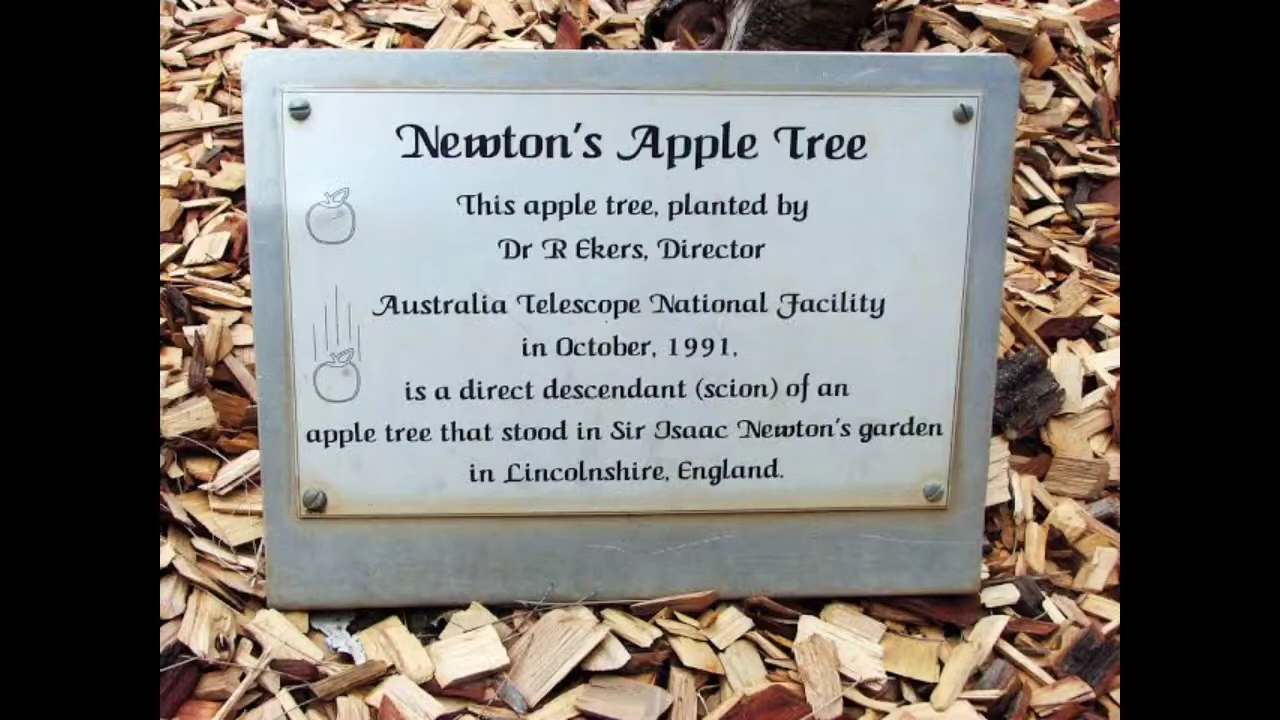 Newton's Apple Tree
This apple tree, planted by
Dr R Ekers, Director
Australia Telescope National Facility
in October, 1991,
is a direct descendant (scion) of an
apple tree that stood in Sir Isaac Newton's garden
in Lincolnshire, England.